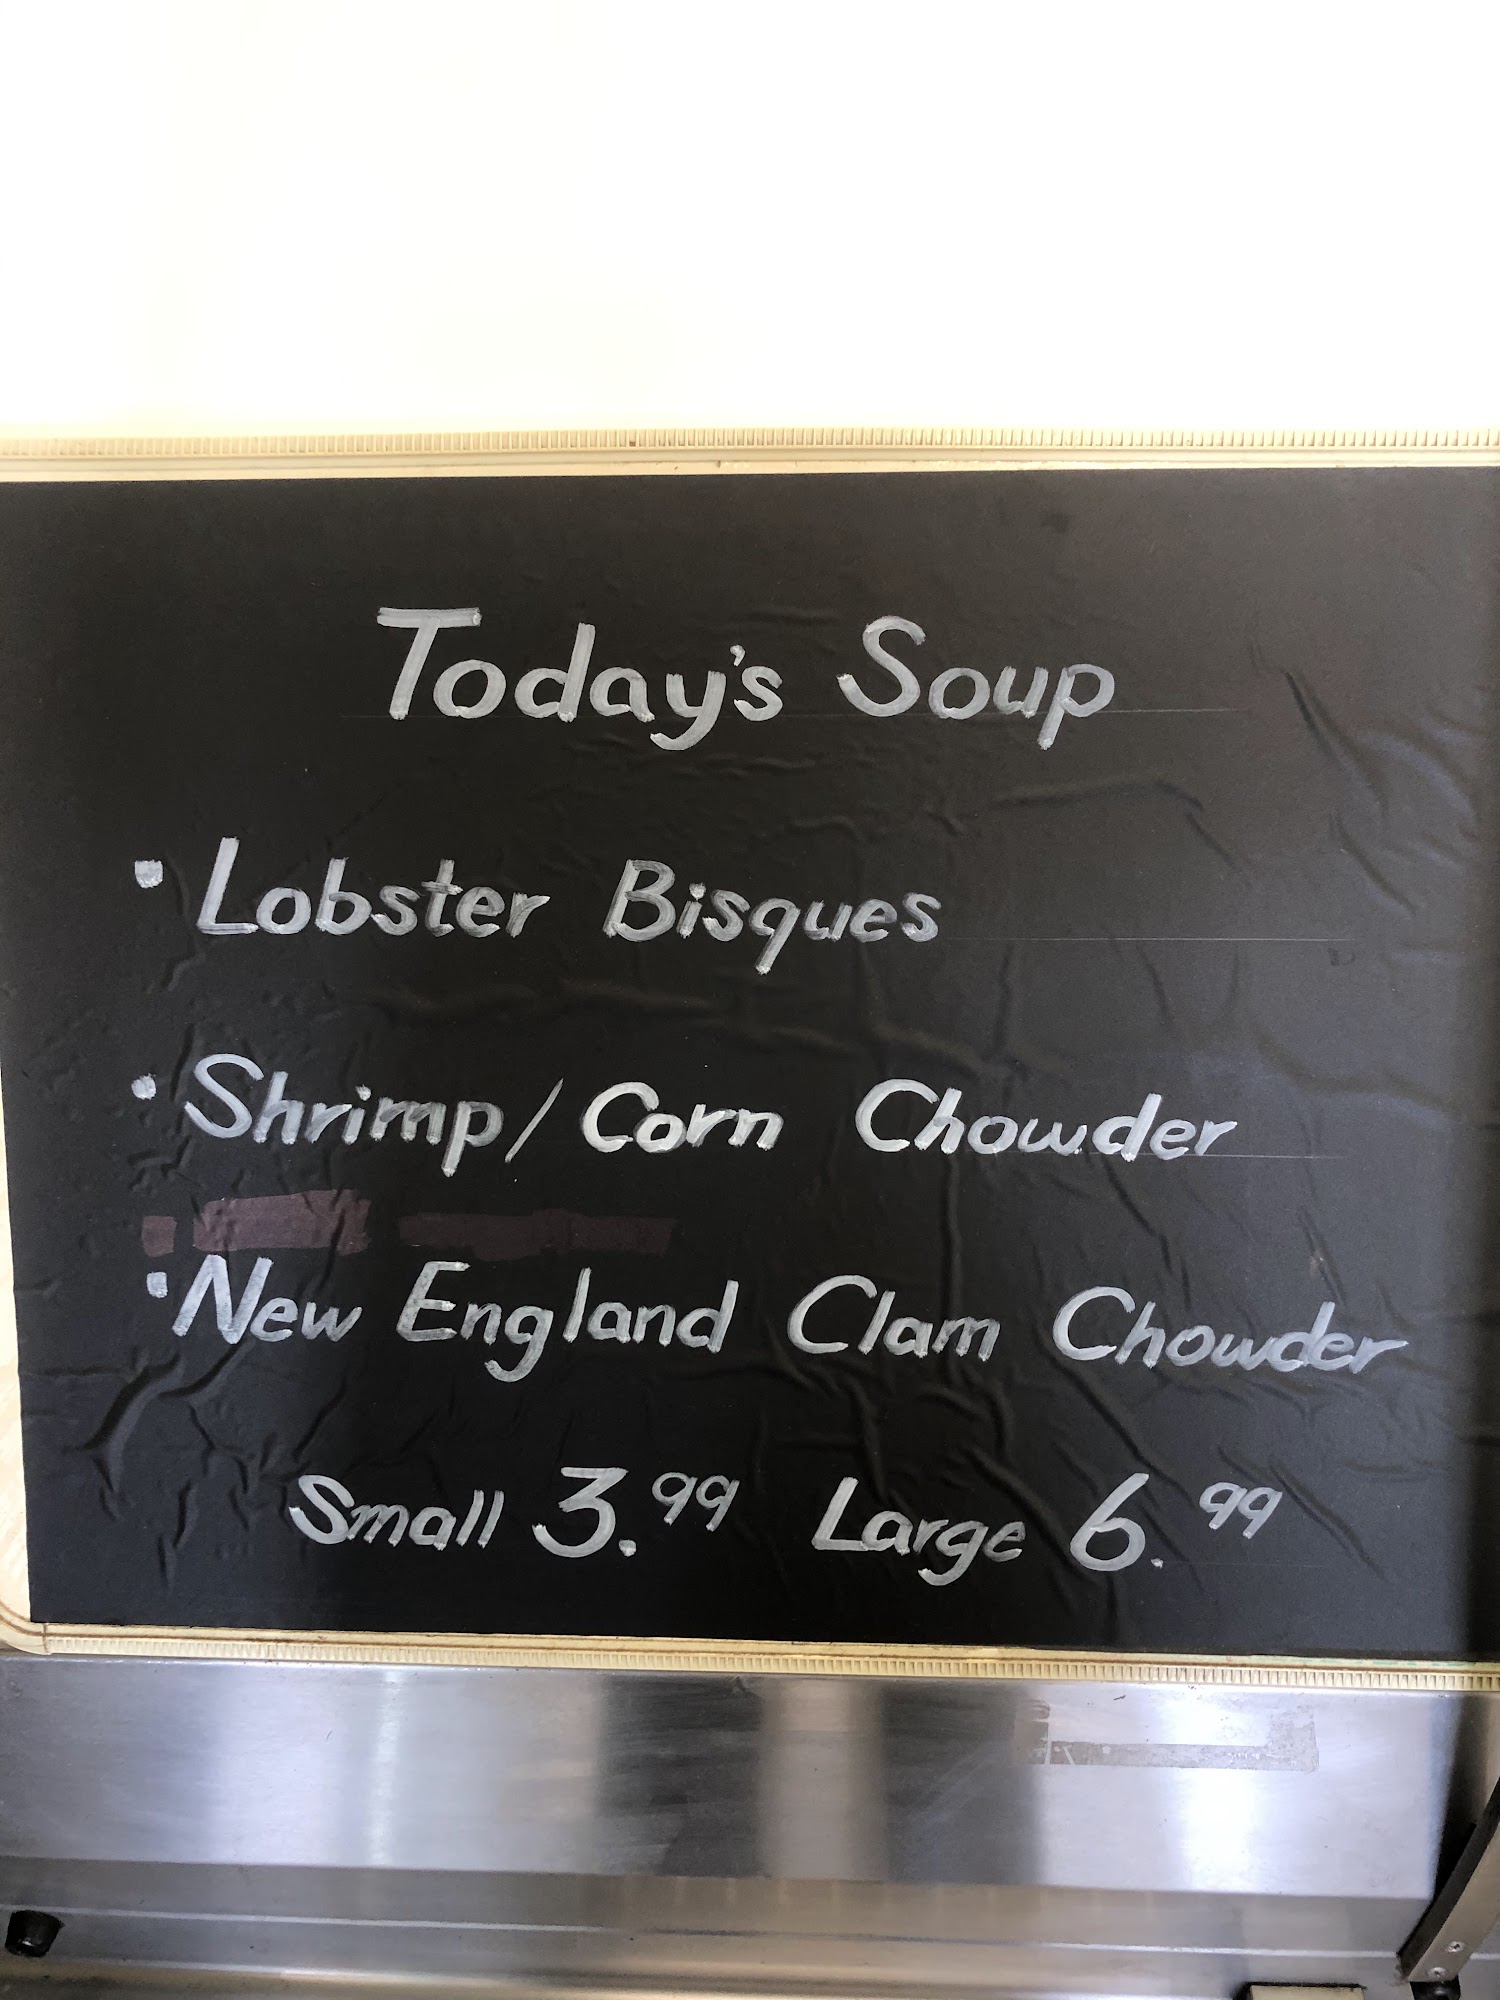 Today's Soup
• Lobster Bisques
• Shrimp/Corn Chowder
• New England Clam Chowder
Small 3.99 Large 6.99